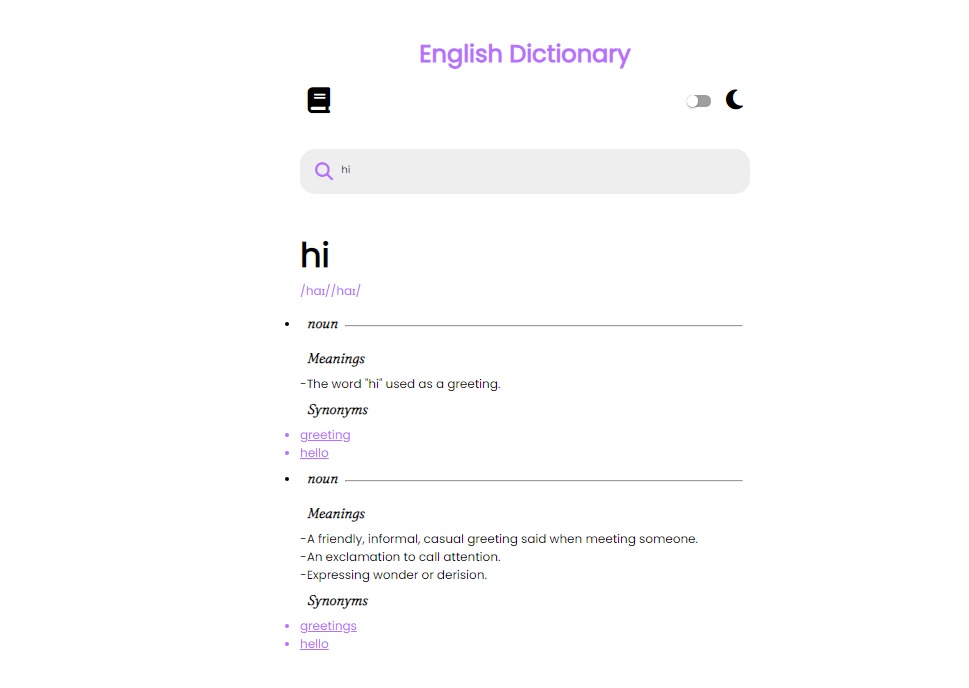 English Dictionary
hi
hi
/haɪ//haɪ/
• noun
Meanings
-The word "hi" used as a greeting.
Synonyms
• greeting
• hello
• noun
Meanings
-A friendly, informal, casual greeting said when meeting someone.
-An exclamation to call attention.
-Expressing wonder or derision.
Synonyms
• greetings
• hello